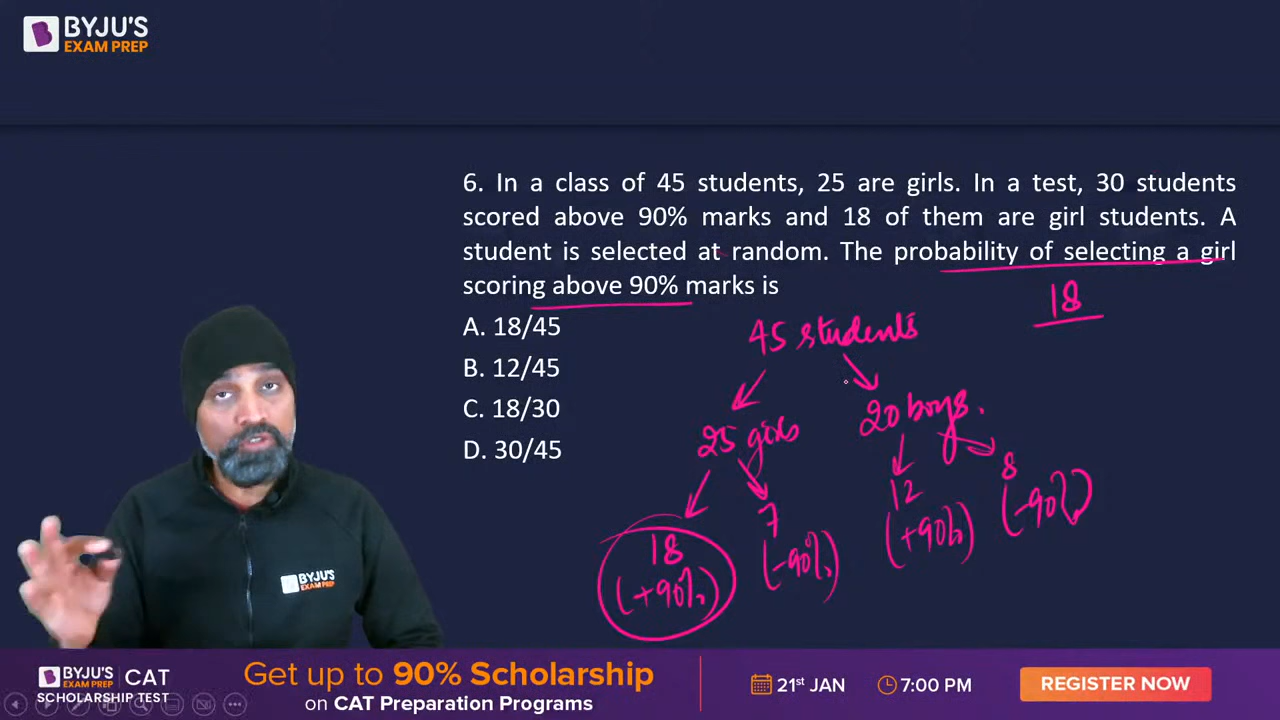 BYJU'S
EXAM PREP
6. In a class of 45 students, 25 are girls. In a test, 30 students
scored above 90% marks and 18 of them are girl students. A
student is selected at random. The probability of selecting a girl
scoring above 90% marks is
18
A. 18/45
B. 12/45
C. 18/30
D. 30/45
45 students
25 girls
20 boys.
18
(+90%)
7
(-90%)
12
(+90%)
8
(-90%)
BYJU'S
EXAM PREP
BYJU'S
EXAM PREP
CAT
SCHOLARSHIP TEST
Get up to 90% Scholarship
on CAT Preparation Programs
21st JAN
7:00 PM
REGISTER NOW